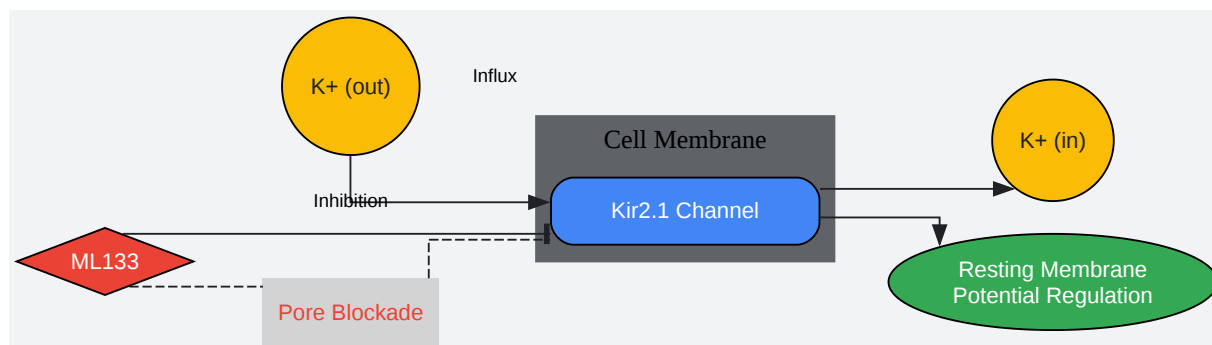 K+ (out)
Influx
Cell Membrane
K+ (in)
Inhibition
Kir2.1 Channel
ML133
Pore Blockade
Resting Membrane
Potential Regulation